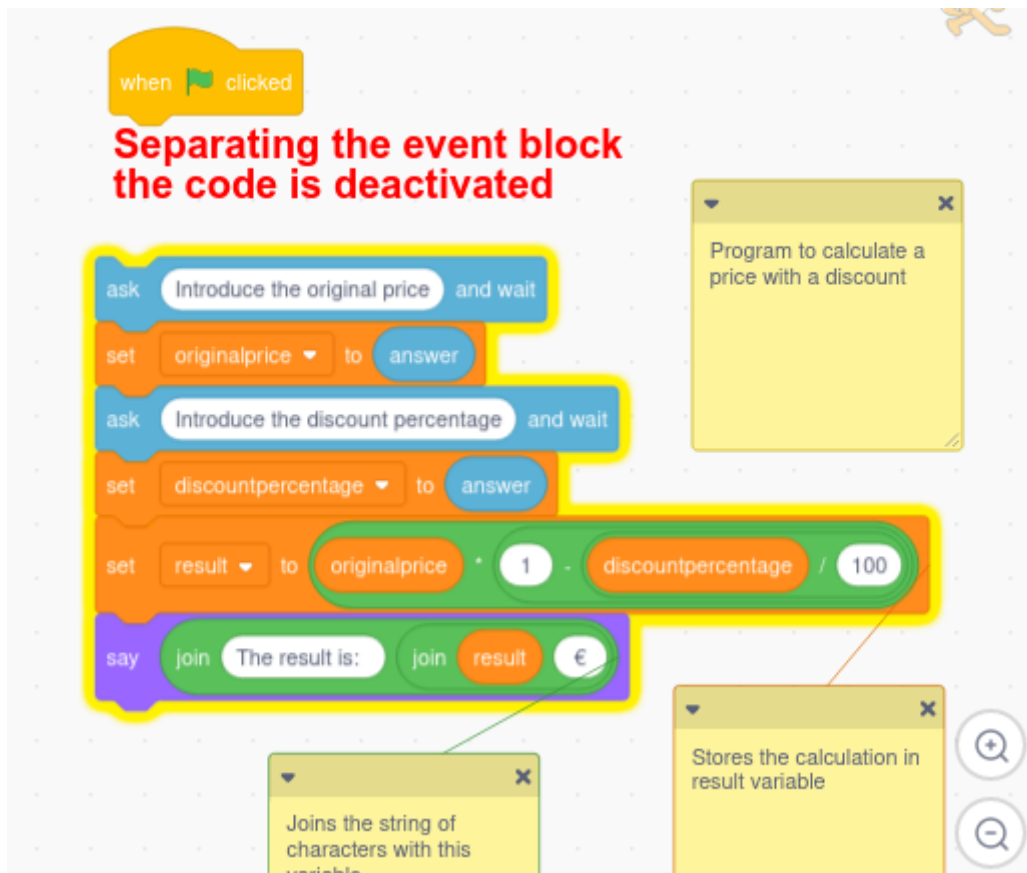 when clicked
Separating the event block
the code is deactivated
Program to calculate a
price with a discount
ask Introduce the original price and wait
set originalprice to answer
ask Introduce the discount percentage and wait
set discountpercentage to answer
set result to originalprice * 1 - discountpercentage / 100
say join The result is: join result €
Stores the calculation in
result variable
Joins the string of
characters with this
variable